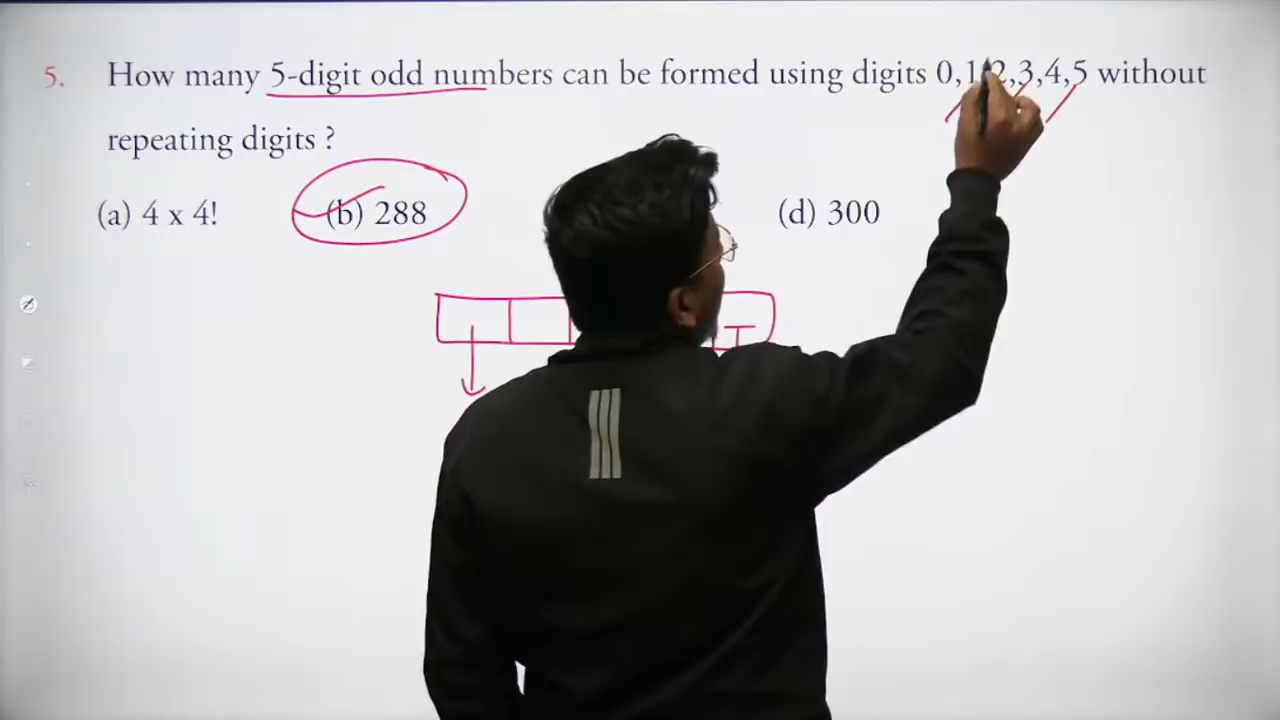 5. How many 5-digit odd numbers can be formed using digits 0,1,2,3,4,5 without
repeating digits ?
(a) 4 x 4! (b) 288 (d) 300